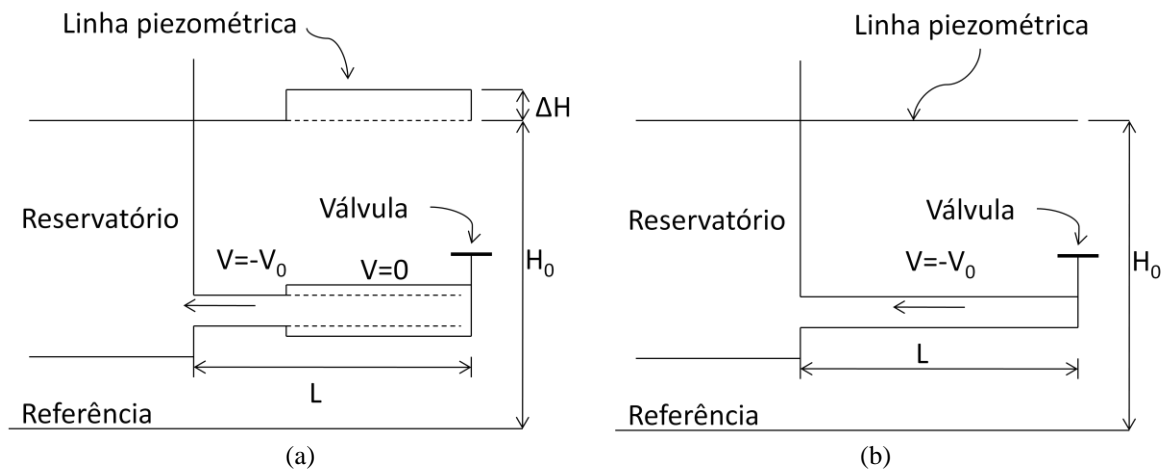 Linha piezométrica
ΔH
Reservatório
Válvula
H₀
V=-V₀
V=0
L
Referência
(a)
Linha piezométrica
Reservatório
Válvula
H₀
V=-V₀
L
Referência
(b)